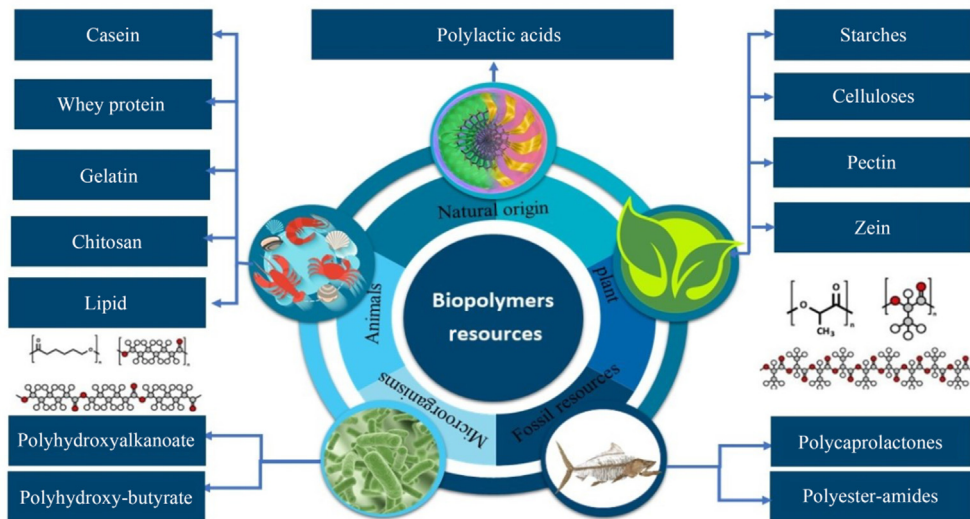 Casein
Whey protein
Gelatin
Chitosan
Lipid
Polylactic acids
Starches
Celluloses
Pectin
Zein
Natural origin
plant
Animals
Biopolymers
resources
Microorganisms
Fossil resources
O
O
n
O
n
O
O
CH3
n
n
Polyhydroxyalkanoate
Polyhydroxy-butyrate
Polycaprolactones
Polyester-amides